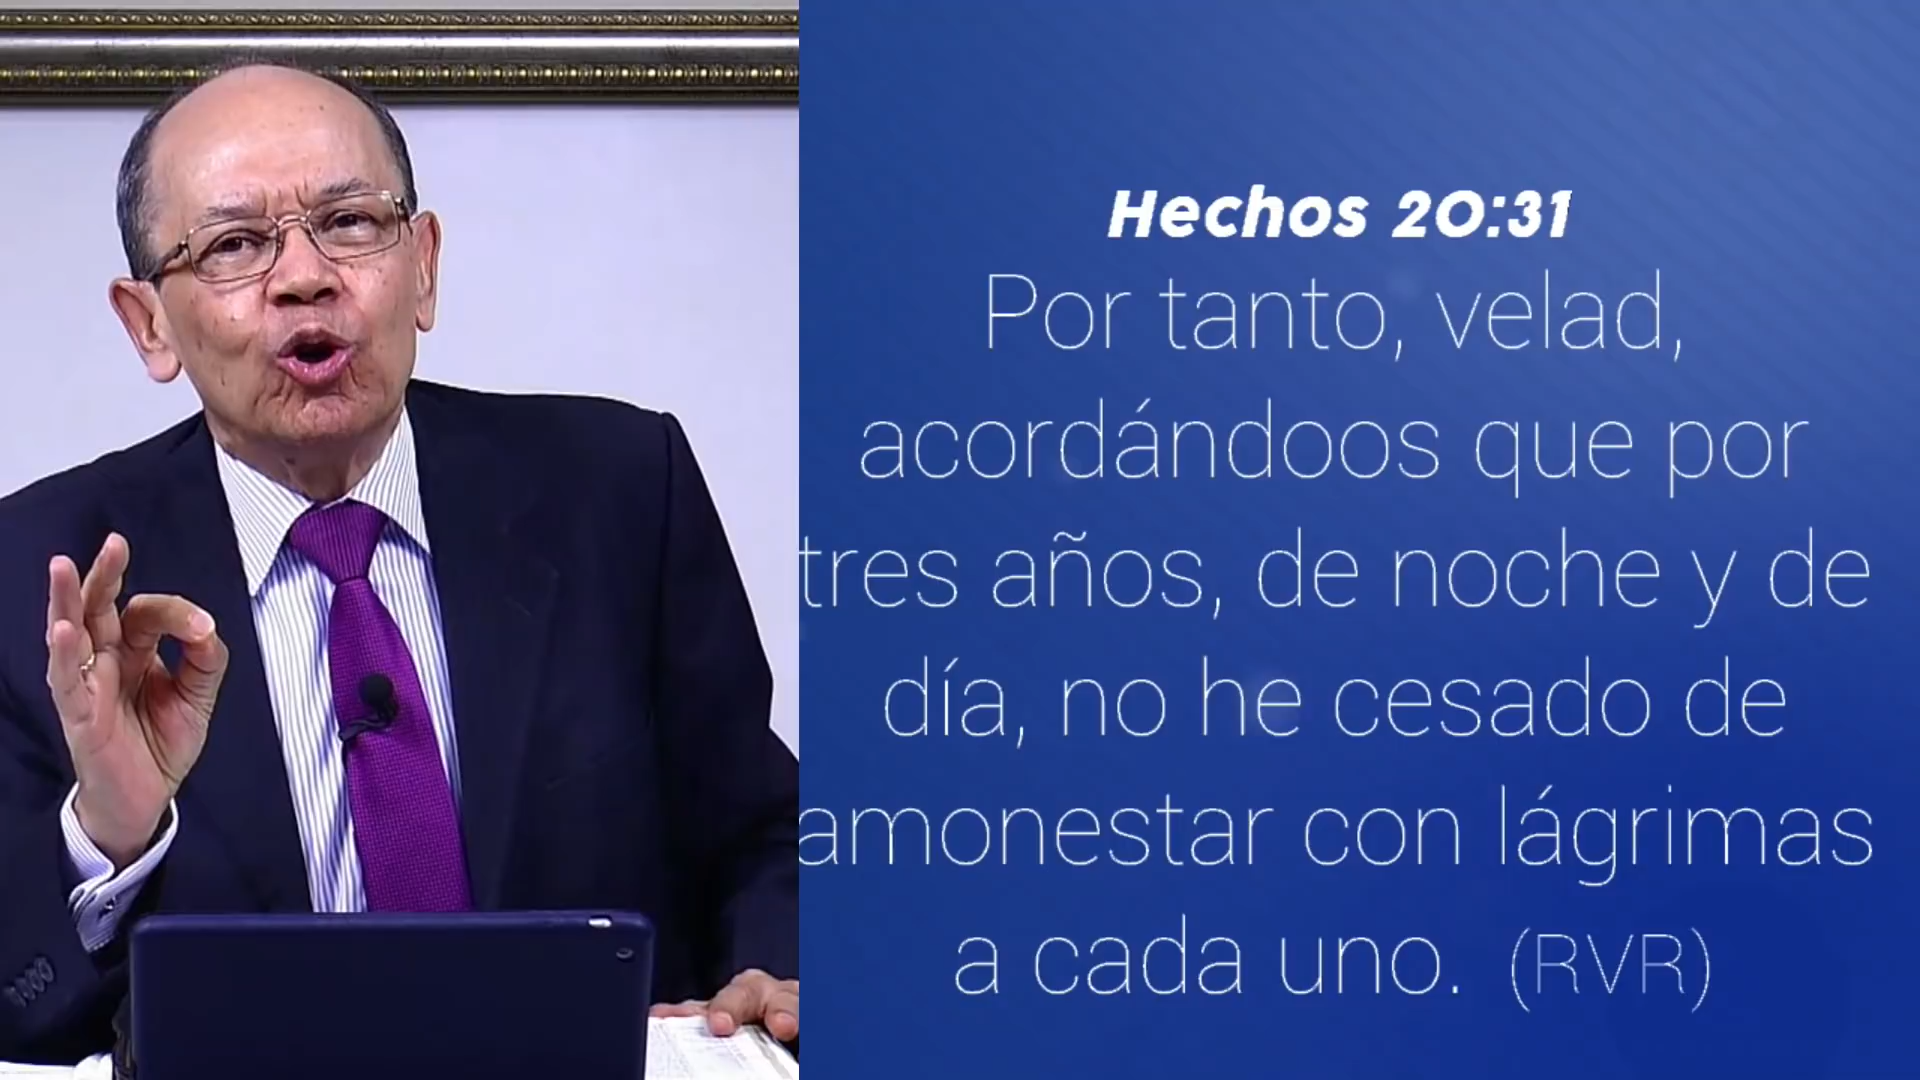 Hechos 20:31
Por tanto, velad,
acordándoos que por
tres años, de noche y de
día, no he cesado de
amonestar con lágrimas
a cada uno. (RVR)